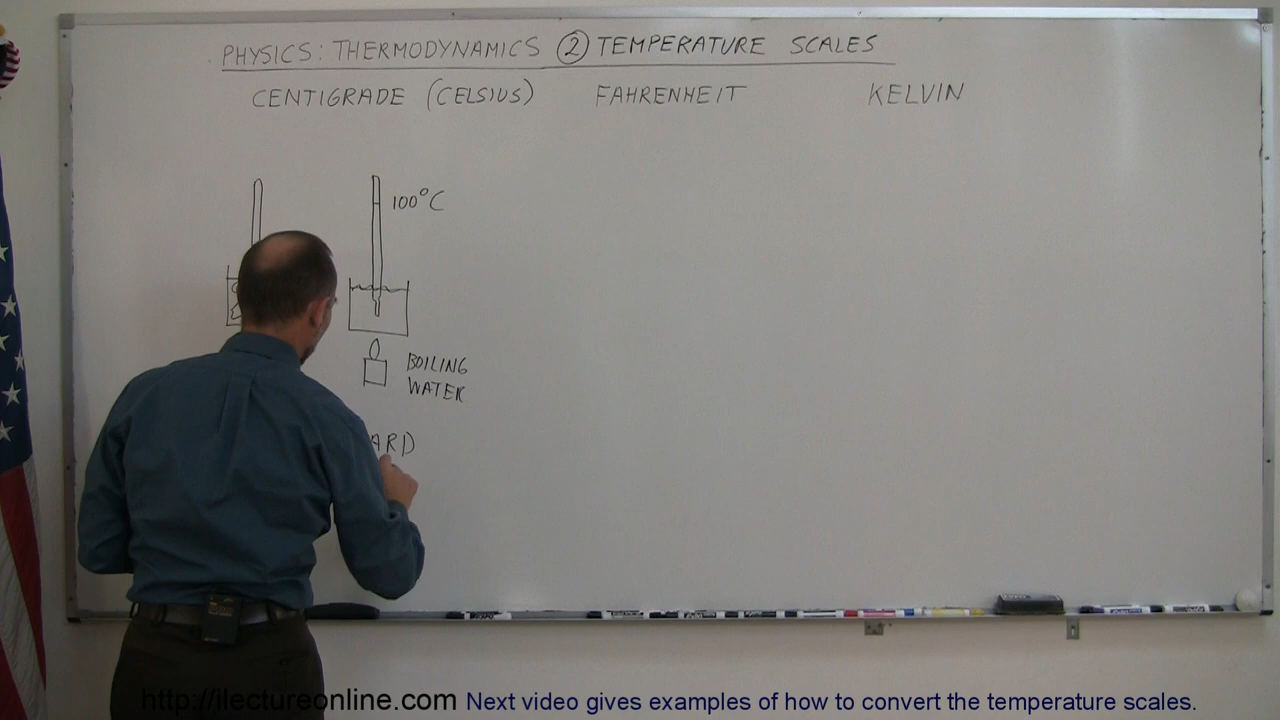 PHYSICS: THERMODYNAMICS ② TEMPERATURE SCALES
CENTIGRADE (CELSIUS) FAHRENHEIT KELVIN
100°C
BOILING
WATER
http://ilectureonline.com Next video gives examples of how to convert the temperature scales.